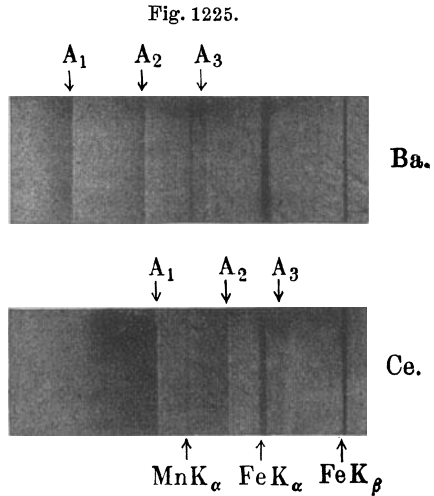 Fig. 1225.
A₁ A₂ A₃
Ba.
A₁ A₂ A₃
Ce.
MnKα FeKα FeKβ